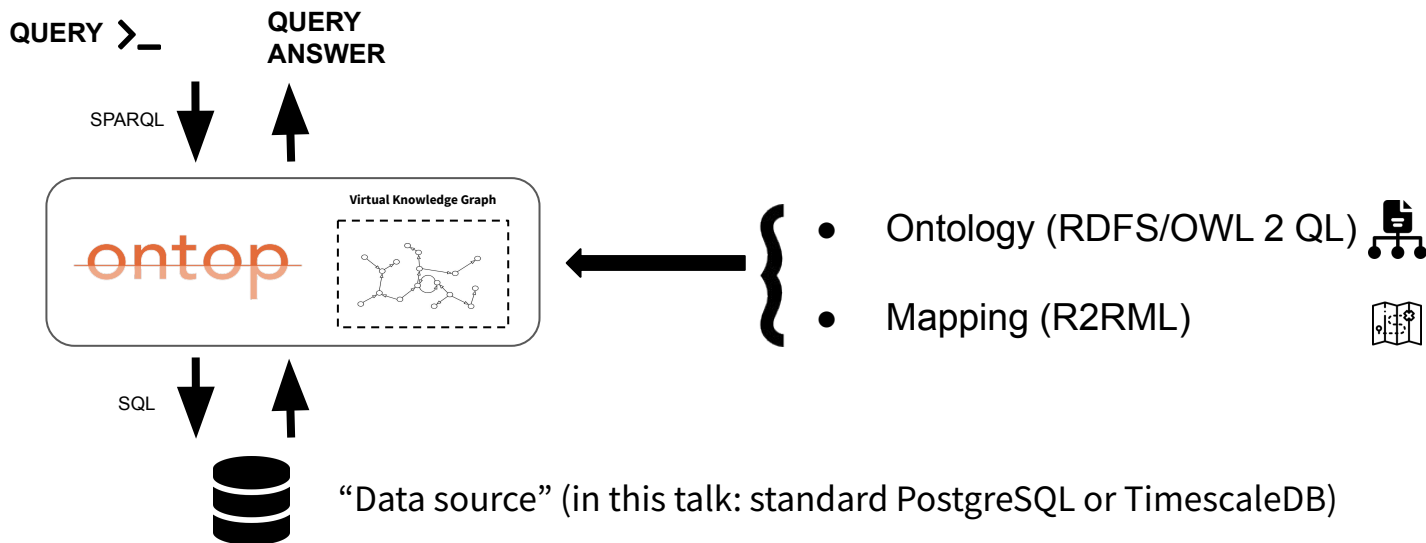 QUERY >_
QUERY
ANSWER
SPARQL
Virtual Knowledge Graph
ontop
● Ontology (RDFS/OWL 2 QL)
● Mapping (R2RML)
SQL
“Data source” (in this talk: standard PostgreSQL or TimescaleDB)